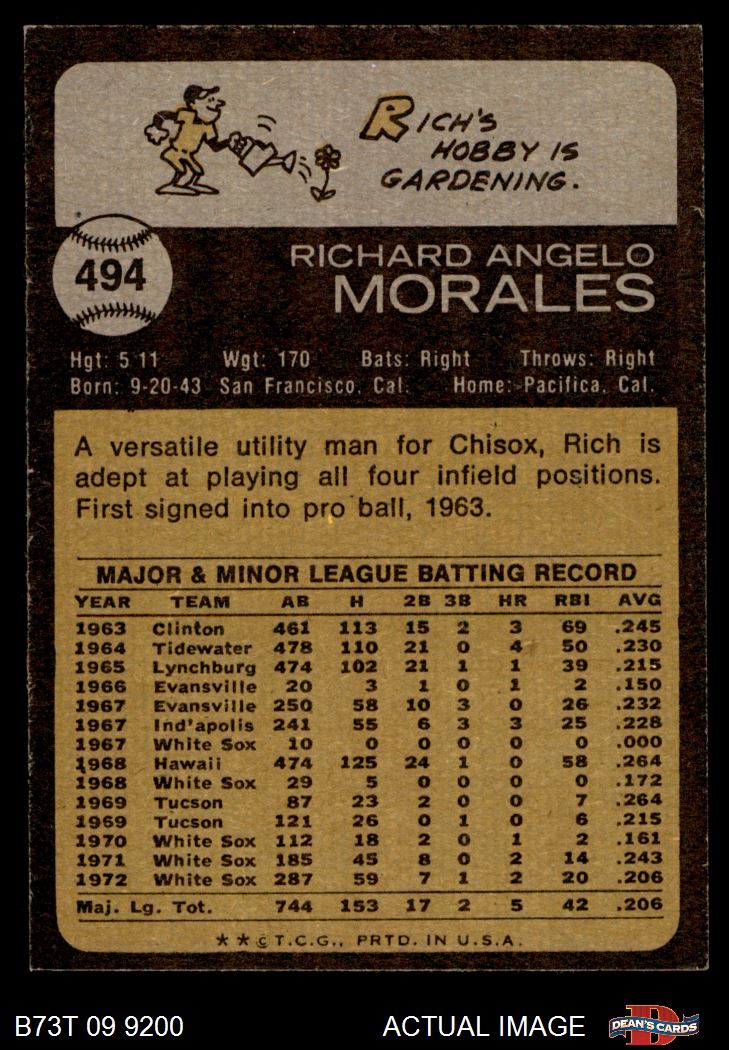 RICH'S
HOBBY IS
GARDENING.
494
RICHARD ANGELO
MORALES
Hgt: 5 11 Wgt: 170 Bats: Right Throws: Right
Born: 9-20-43 San Francisco, Cal. Home: Pacifica, Cal.
A versatile utility man for Chisox, Rich is
adept at playing all four infield positions.
First signed into pro ball, 1963.
MAJOR & MINOR LEAGUE BATTING RECORD
YEAR TEAM AB H 2B 3B HR RBI AVG
1963 Clinton 461 113 15 2 3 69 .245
1964 Tidewater 478 110 21 0 4 50 .230
1965 Lynchburg 474 102 21 1 1 39 .215
1966 Evansville 20 3 1 0 1 2 .150
1967 Evansville 250 58 10 3 0 26 .232
1967 Ind'apolis 241 55 6 3 3 25 .228
1967 White Sox 10 0 0 0 0 0 .000
1968 Hawaii 474 125 24 1 0 58 .264
1968 White Sox 29 5 0 0 0 0 .172
1969 Tucson 87 23 2 0 0 7 .264
1969 Tucson 121 26 0 1 0 6 .215
1970 White Sox 112 18 2 0 1 2 .161
1971 White Sox 185 45 8 0 2 14 .243
1972 White Sox 287 59 7 1 2 20 .206
Maj. Lg. Tot. 744 153 17 2 5 42 .206
★★©T.C.G., PRTD. IN U.S.A.
B73T 09 9200 ACTUAL IMAGE DEAN'S CARDS